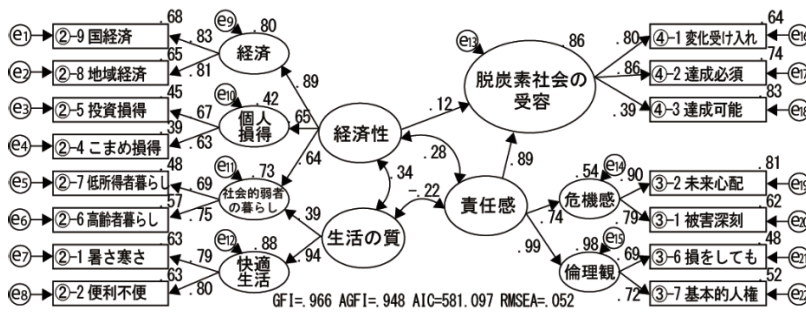 e₁ ②-9 国経済 .68
e₂ ②-8 地域経済 .65
e₃ ②-5 投資損得 .45
e₄ ②-4 こまめ損得 .39
e₅ ②-7 低所得者暮らし .48
e₆ ②-6 高齢者暮らし .57
e₇ ②-1 暑さ寒さ .63
e₈ ②-2 便利不便 .63
.83
.81
.67
.63
.69
.75
.79
.80
e₉ .80
経済
e₁₀ .42
個人
損得
e₁₁ .73
社会的弱者
の暮らし
e₁₂ .88
快適
生活
.89
.65
.64
.39
.94
経済性
生活の質
.34
.28
-.22
.12
責任感
.89
e₁₃ .86
脱炭素社会の
受容
.80
.86
.39
.74
.99
.54 e₁₄
危機感
.98 e₁₅
倫理観
.90
.79
.69
.72
④-1 変化受け入れ .64 e₁₆
④-2 達成必須 .74 e₁₇
④-3 達成可能 .83 e₁₈
③-2 未来心配 .81 e₁₉
③-1 被害深刻 .62 e₂₀
③-6 損をしても .48 e₂₁
③-7 基本的人権 .52 e₂₂
GFI=.966 AGFI=.948 AIC=581.097 RMSEA=.052